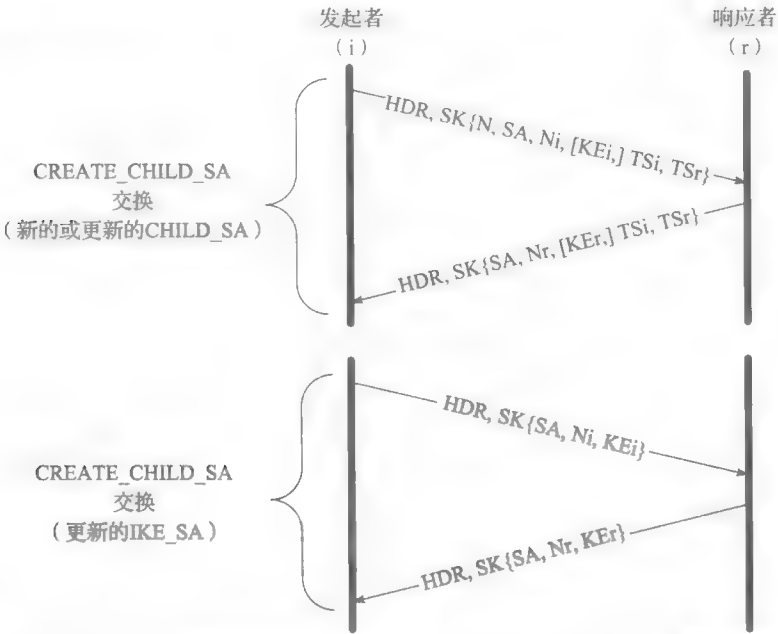 发起者
（i）
响应者
（r）
HDR, SK{N, SA, Ni, [KEi,] TSi, TSr}
CREATE_CHILD_SA
交换
（新的或更新的CHILD_SA）
HDR, SK{SA, Nr, [KEr,] TSi, TSr}
HDR, SK{SA, Ni, KEi}
CREATE_CHILD_SA
交换
（更新的IKE_SA）
HDR, SK{SA, Nr, KEr}